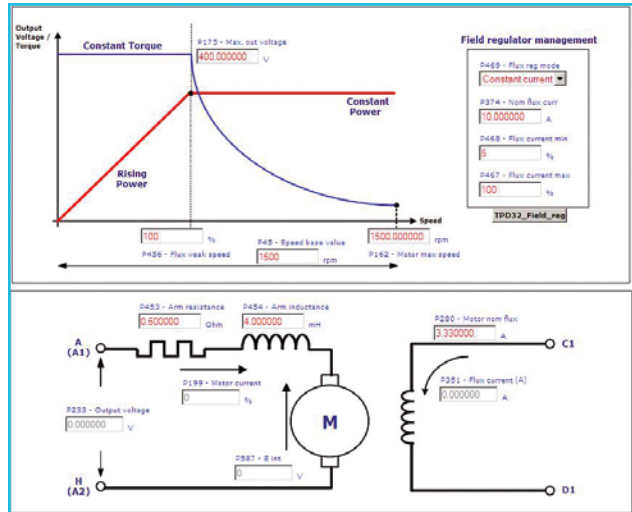 Output
Voltage /
Torque
Constant Torque
P175 - Max. out voltage
400.000000 V
Constant
Power
Rising
Power
Speed
100 %
P456 - Flux weak speed
P45 - Speed base value
1500 rpm
1500.000000 rpm
P162 - Motor max speed
Field regulator management
P469 - Flux reg mode
Constant current
P374 - Nom flux curr
10.000000 A
P468 - Flux current min
5 %
P467 - Flux current max
100 %
TPD32_Field_reg
P453 - Arm resistance
0.500000 Ohm
P454 - Arm inductance
4.000000 mH
A
(A1)
P199 - Motor current
0 %
P233 - Output voltage
0.000000 V
M
P587 - E int
0 V
H
(A2)
P280 - Motor nom flux
3.330000 A
C1
P351 - Flux current (A)
0.000000 A
D1